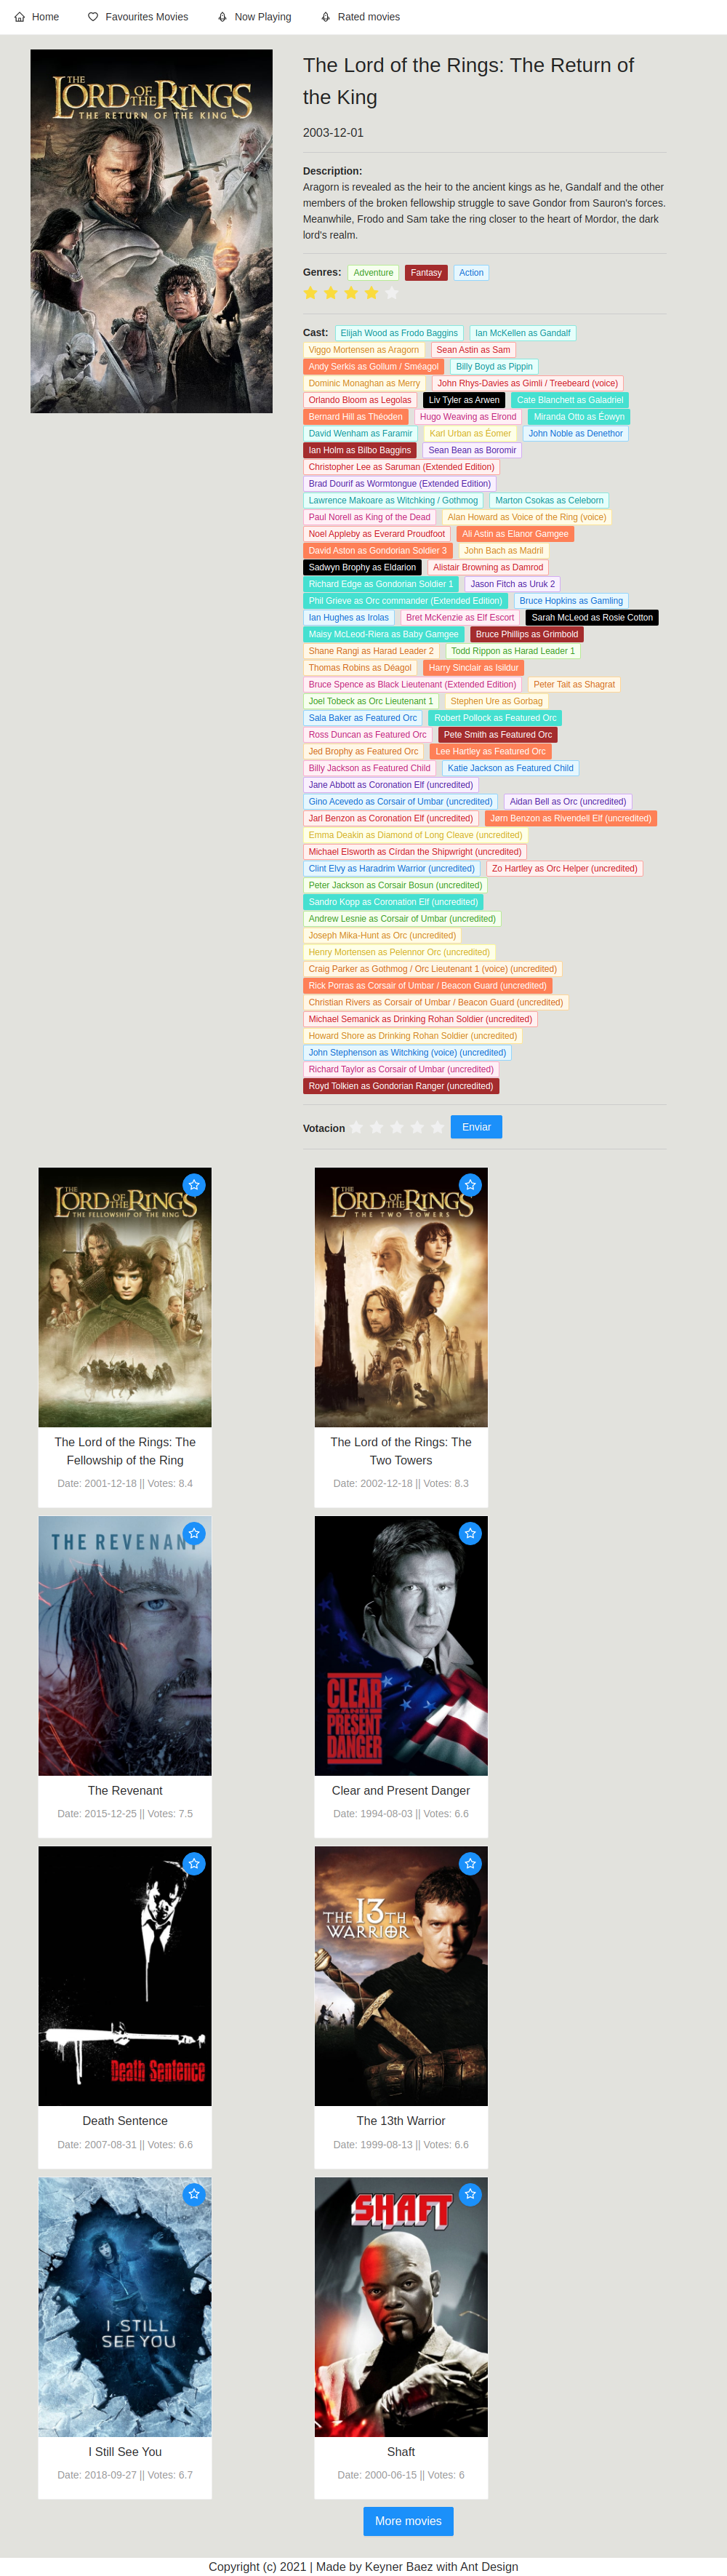 Home Favourites Movies Now Playing Rated movies
THE
LORD OF THE RINGS
THE RETURN OF THE KING
The Lord of the Rings: The Return of
the King
2003-12-01
Description:
Aragorn is revealed as the heir to the ancient kings as he, Gandalf and the other
members of the broken fellowship struggle to save Gondor from Sauron's forces.
Meanwhile, Frodo and Sam take the ring closer to the heart of Mordor, the dark
lord's realm.
Genres: Adventure Fantasy Action
Cast: Elijah Wood as Frodo Baggins Ian McKellen as Gandalf
Viggo Mortensen as Aragorn Sean Astin as Sam
Andy Serkis as Gollum / Sméagol Billy Boyd as Pippin
Dominic Monaghan as Merry John Rhys-Davies as Gimli / Treebeard (voice)
Orlando Bloom as Legolas Liv Tyler as Arwen Cate Blanchett as Galadriel
Bernard Hill as Théoden Hugo Weaving as Elrond Miranda Otto as Éowyn
David Wenham as Faramir Karl Urban as Éomer John Noble as Denethor
Ian Holm as Bilbo Baggins Sean Bean as Boromir
Christopher Lee as Saruman (Extended Edition)
Brad Dourif as Wormtongue (Extended Edition)
Lawrence Makoare as Witchking / Gothmog Marton Csokas as Celeborn
Paul Norell as King of the Dead Alan Howard as Voice of the Ring (voice)
Noel Appleby as Everard Proudfoot Ali Astin as Elanor Gamgee
David Aston as Gondorian Soldier 3 John Bach as Madril
Sadwyn Brophy as Eldarion Alistair Browning as Damrod
Richard Edge as Gondorian Soldier 1 Jason Fitch as Uruk 2
Phil Grieve as Orc commander (Extended Edition) Bruce Hopkins as Gamling
Ian Hughes as Irolas Bret McKenzie as Elf Escort Sarah McLeod as Rosie Cotton
Maisy McLeod-Riera as Baby Gamgee Bruce Phillips as Grimbold
Shane Rangi as Harad Leader 2 Todd Rippon as Harad Leader 1
Thomas Robins as Déagol Harry Sinclair as Isildur
Bruce Spence as Black Lieutenant (Extended Edition) Peter Tait as Shagrat
Joel Tobeck as Orc Lieutenant 1 Stephen Ure as Gorbag
Sala Baker as Featured Orc Robert Pollock as Featured Orc
Ross Duncan as Featured Orc Pete Smith as Featured Orc
Jed Brophy as Featured Orc Lee Hartley as Featured Orc
Billy Jackson as Featured Child Katie Jackson as Featured Child
Jane Abbott as Coronation Elf (uncredited)
Gino Acevedo as Corsair of Umbar (uncredited) Aidan Bell as Orc (uncredited)
Jarl Benzon as Coronation Elf (uncredited) Jørn Benzon as Rivendell Elf (uncredited)
Emma Deakin as Diamond of Long Cleave (uncredited)
Michael Elsworth as Círdan the Shipwright (uncredited)
Clint Elvy as Haradrim Warrior (uncredited) Zo Hartley as Orc Helper (uncredited)
Peter Jackson as Corsair Bosun (uncredited)
Sandro Kopp as Coronation Elf (uncredited)
Andrew Lesnie as Corsair of Umbar (uncredited)
Joseph Mika-Hunt as Orc (uncredited)
Henry Mortensen as Pelennor Orc (uncredited)
Craig Parker as Gothmog / Orc Lieutenant 1 (voice) (uncredited)
Rick Porras as Corsair of Umbar / Beacon Guard (uncredited)
Christian Rivers as Corsair of Umbar / Beacon Guard (uncredited)
Michael Semanick as Drinking Rohan Soldier (uncredited)
Howard Shore as Drinking Rohan Soldier (uncredited)
John Stephenson as Witchking (voice) (uncredited)
Richard Taylor as Corsair of Umbar (uncredited)
Royd Tolkien as Gondorian Ranger (uncredited)
Votacion Enviar
THE
LORD OF THE RINGS
THE FELLOWSHIP OF THE RING
The Lord of the Rings: The
Fellowship of the Ring
Date: 2001-12-18 || Votes: 8.4
THE
LORD OF THE RINGS
THE TWO TOWERS
The Lord of the Rings: The
Two Towers
Date: 2002-12-18 || Votes: 8.3
THE REVENANT
The Revenant
Date: 2015-12-25 || Votes: 7.5
CLEAR
AND
PRESENT
DANGER
Clear and Present Danger
Date: 1994-08-03 || Votes: 6.6
Death Sentence
Death Sentence
Date: 2007-08-31 || Votes: 6.6
THE 13TH
WARRIOR
The 13th Warrior
Date: 1999-08-13 || Votes: 6.6
I STILL
SEE YOU
I Still See You
Date: 2018-09-27 || Votes: 6.7
SHAFT
Shaft
Date: 2000-06-15 || Votes: 6
More movies
Copyright (c) 2021 | Made by Keyner Baez with Ant Design